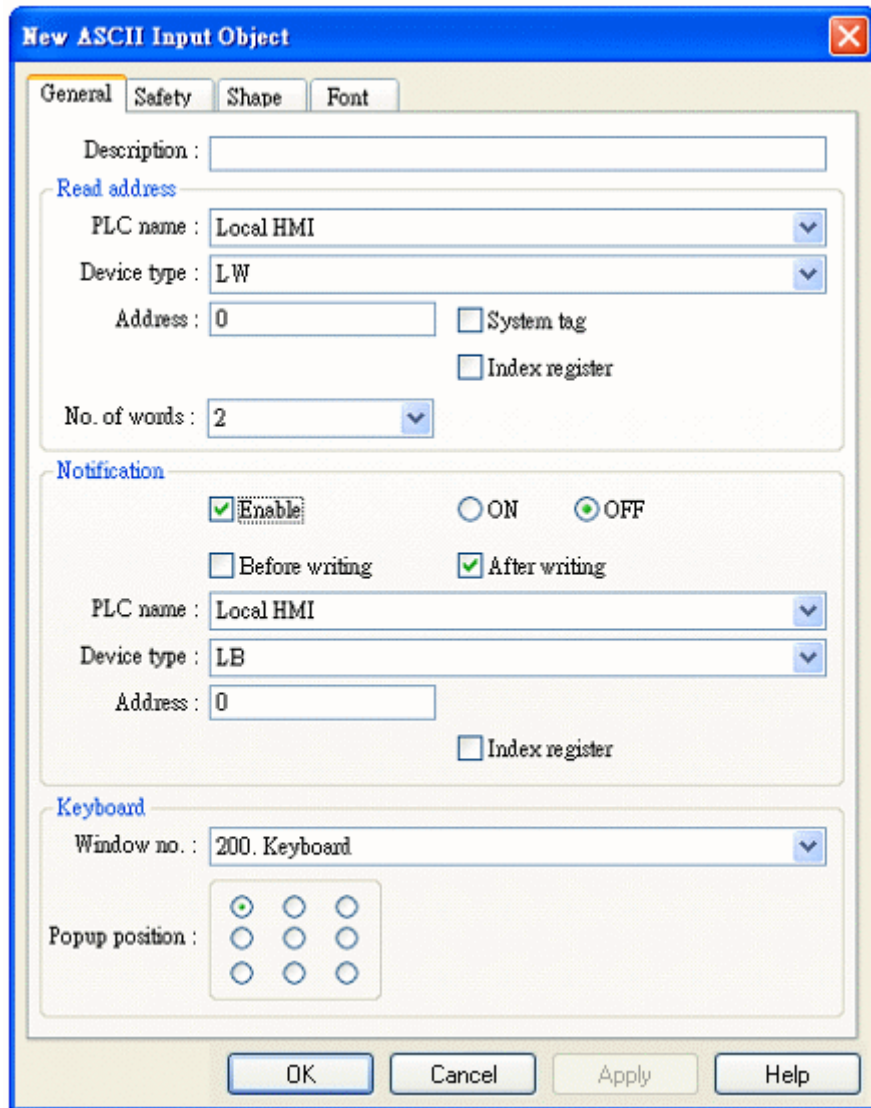 New ASCII Input Object
General Safety Shape Font
Description :
Read address
PLC name : Local HMI
Device type : LW
Address : 0 System tag
Index register
No. of words : 2
Notification
Enable ON OFF
Before writing After writing
PLC name : Local HMI
Device type : LB
Address : 0
Index register
Keyboard
Window no. : 200. Keyboard
Popup position :
OK Cancel Apply Help